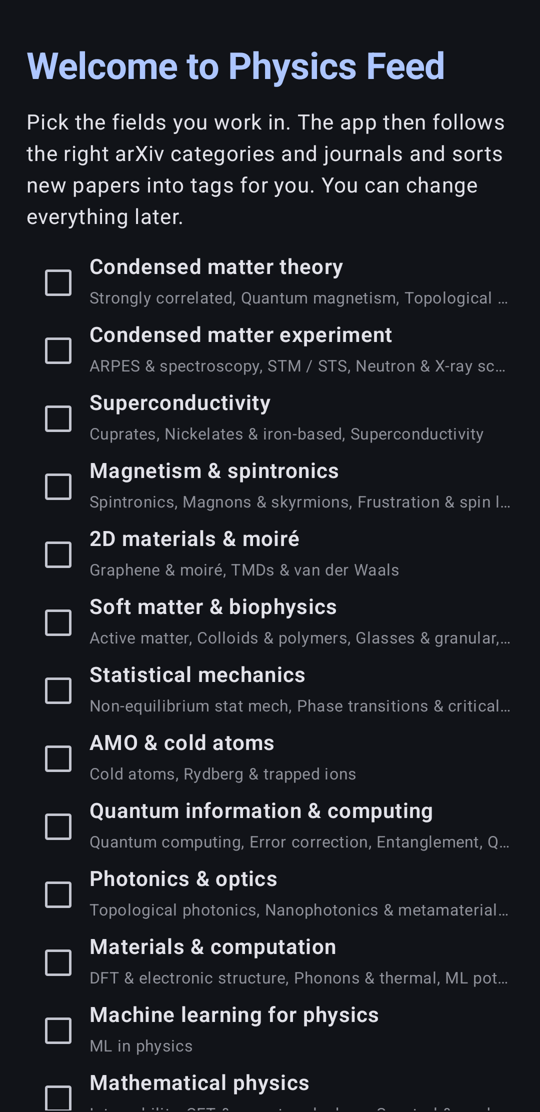 Welcome to Physics Feed
Pick the fields you work in. The app then follows
the right arXiv categories and journals and sorts
new papers into tags for you. You can change
everything later.
Condensed matter theory
Strongly correlated, Quantum magnetism, Topological ...
Condensed matter experiment
ARPES & spectroscopy, STM / STS, Neutron & X-ray sc...
Superconductivity
Cuprates, Nickelates & iron-based, Superconductivity
Magnetism & spintronics
Spintronics, Magnons & skyrmions, Frustration & spin l...
2D materials & moiré
Graphene & moiré, TMDs & van der Waals
Soft matter & biophysics
Active matter, Colloids & polymers, Glasses & granular,...
Statistical mechanics
Non-equilibrium stat mech, Phase transitions & critical...
AMO & cold atoms
Cold atoms, Rydberg & trapped ions
Quantum information & computing
Quantum computing, Error correction, Entanglement, Q...
Photonics & optics
Topological photonics, Nanophotonics & metamaterial...
Materials & computation
DFT & electronic structure, Phonons & thermal, ML pot...
Machine learning for physics
ML in physics
Mathematical physics